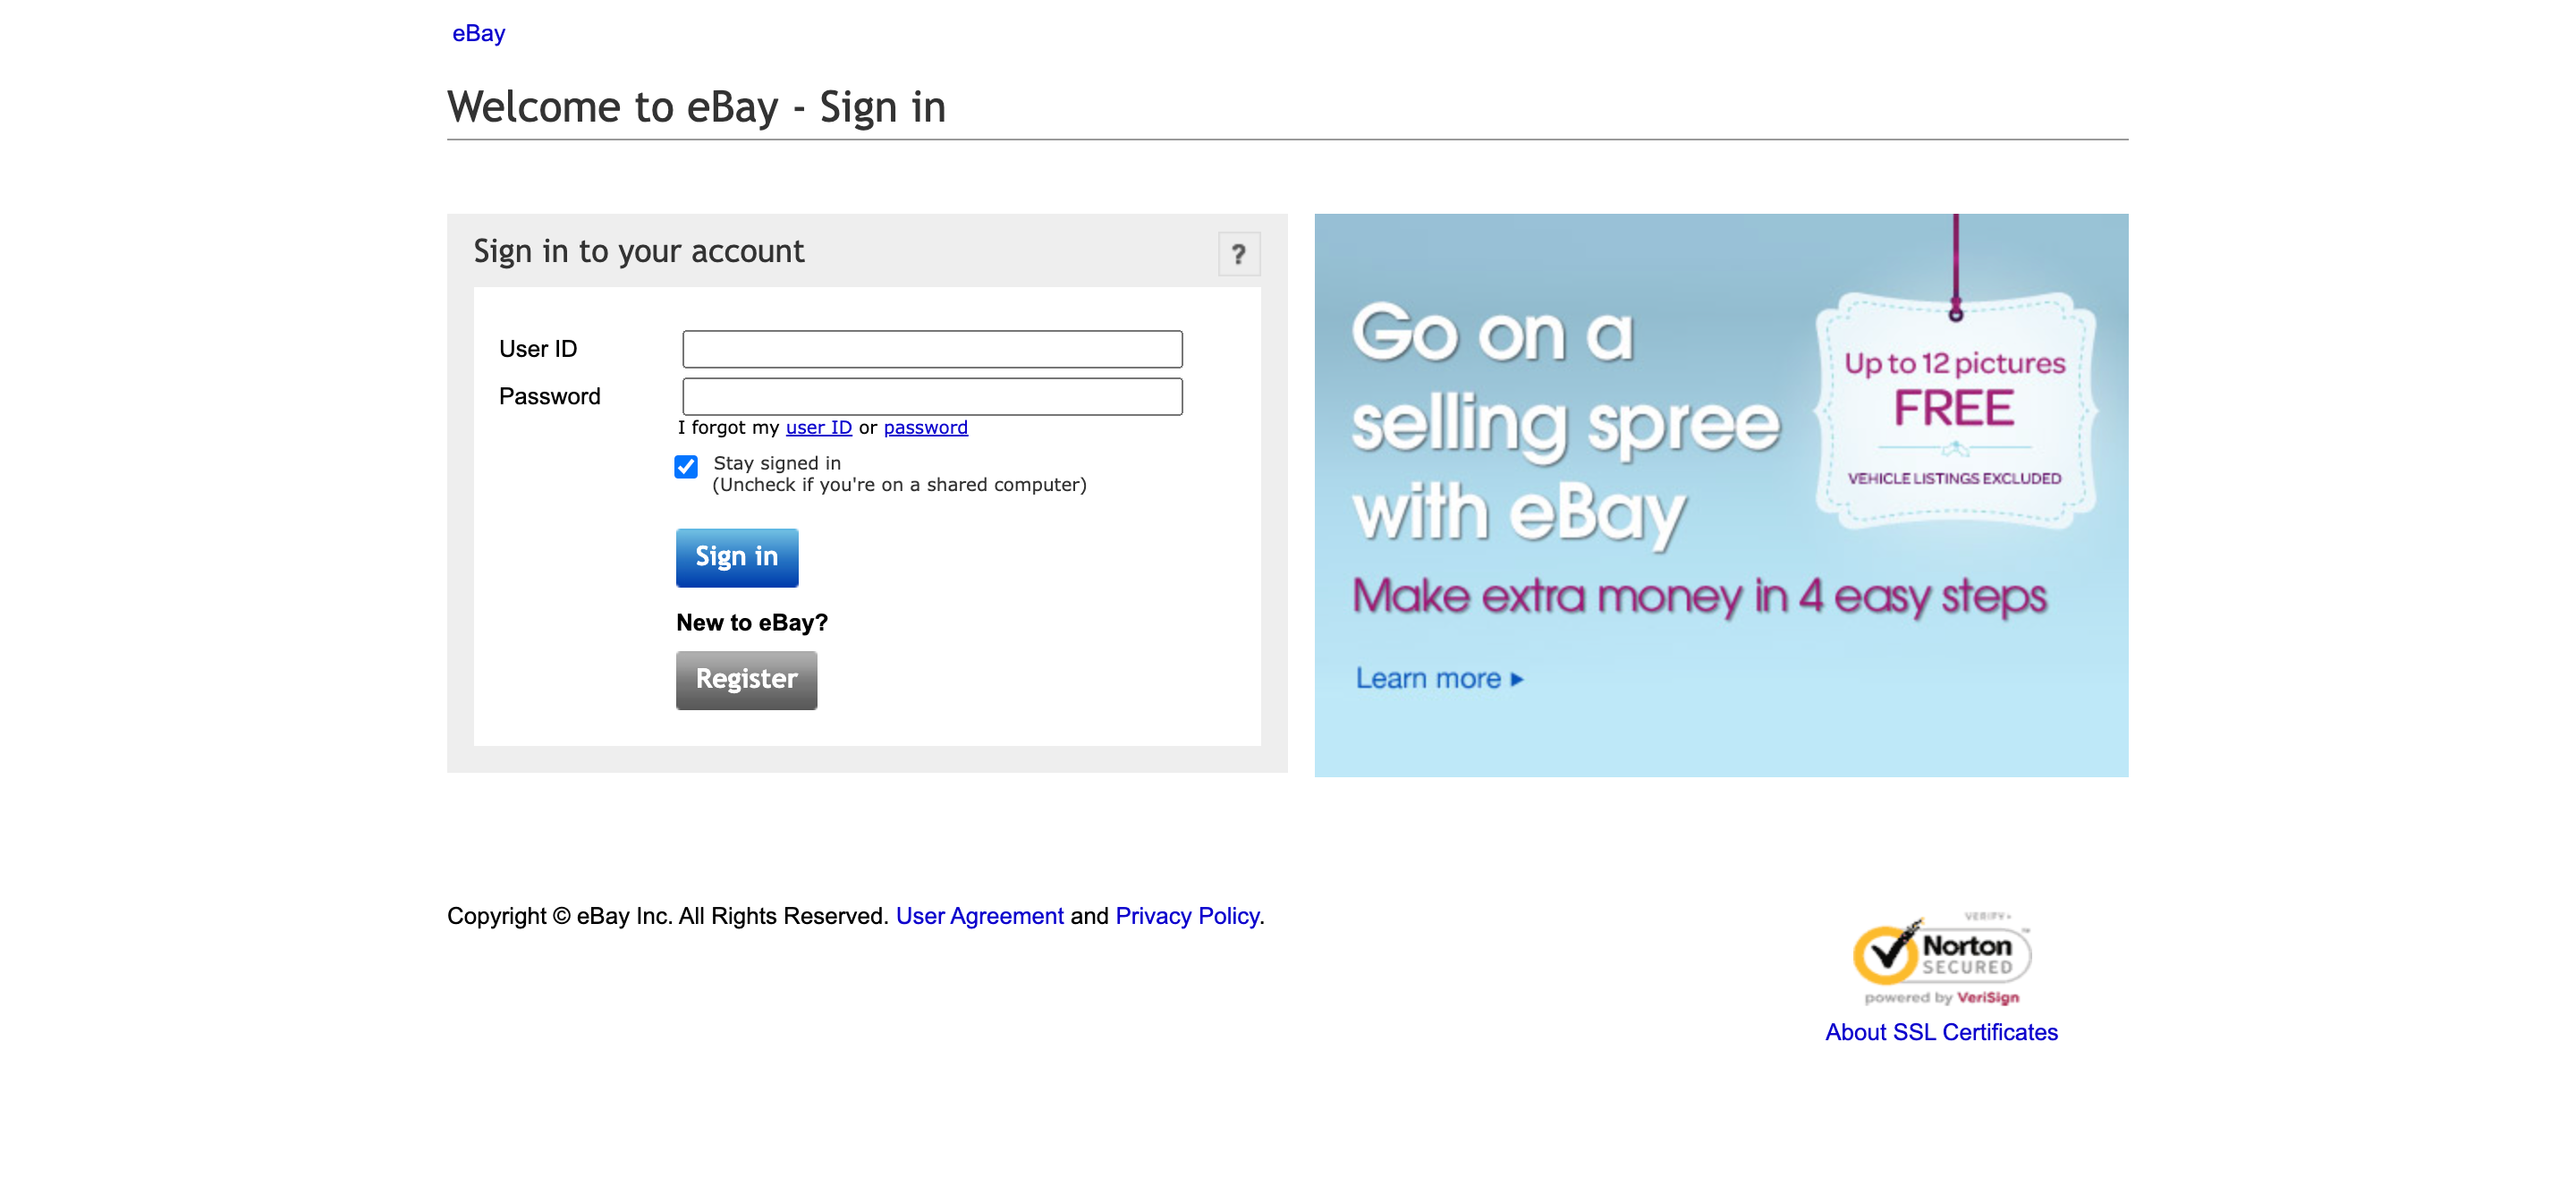 eBay
Welcome to eBay - Sign in
Sign in to your account
?
User ID
Password
I forgot my user ID or password
Stay signed in
(Uncheck if you're on a shared computer)
Sign in
New to eBay?
Register
Go on a
selling spree
with eBay
Up to 12 pictures
FREE
VEHICLE LISTINGS EXCLUDED
Make extra money in 4 easy steps
Learn more ▸
Copyright © eBay Inc. All Rights Reserved. User Agreement and Privacy Policy.
VERIFY▸
Norton ™
SECURED
powered by VeriSign
About SSL Certificates